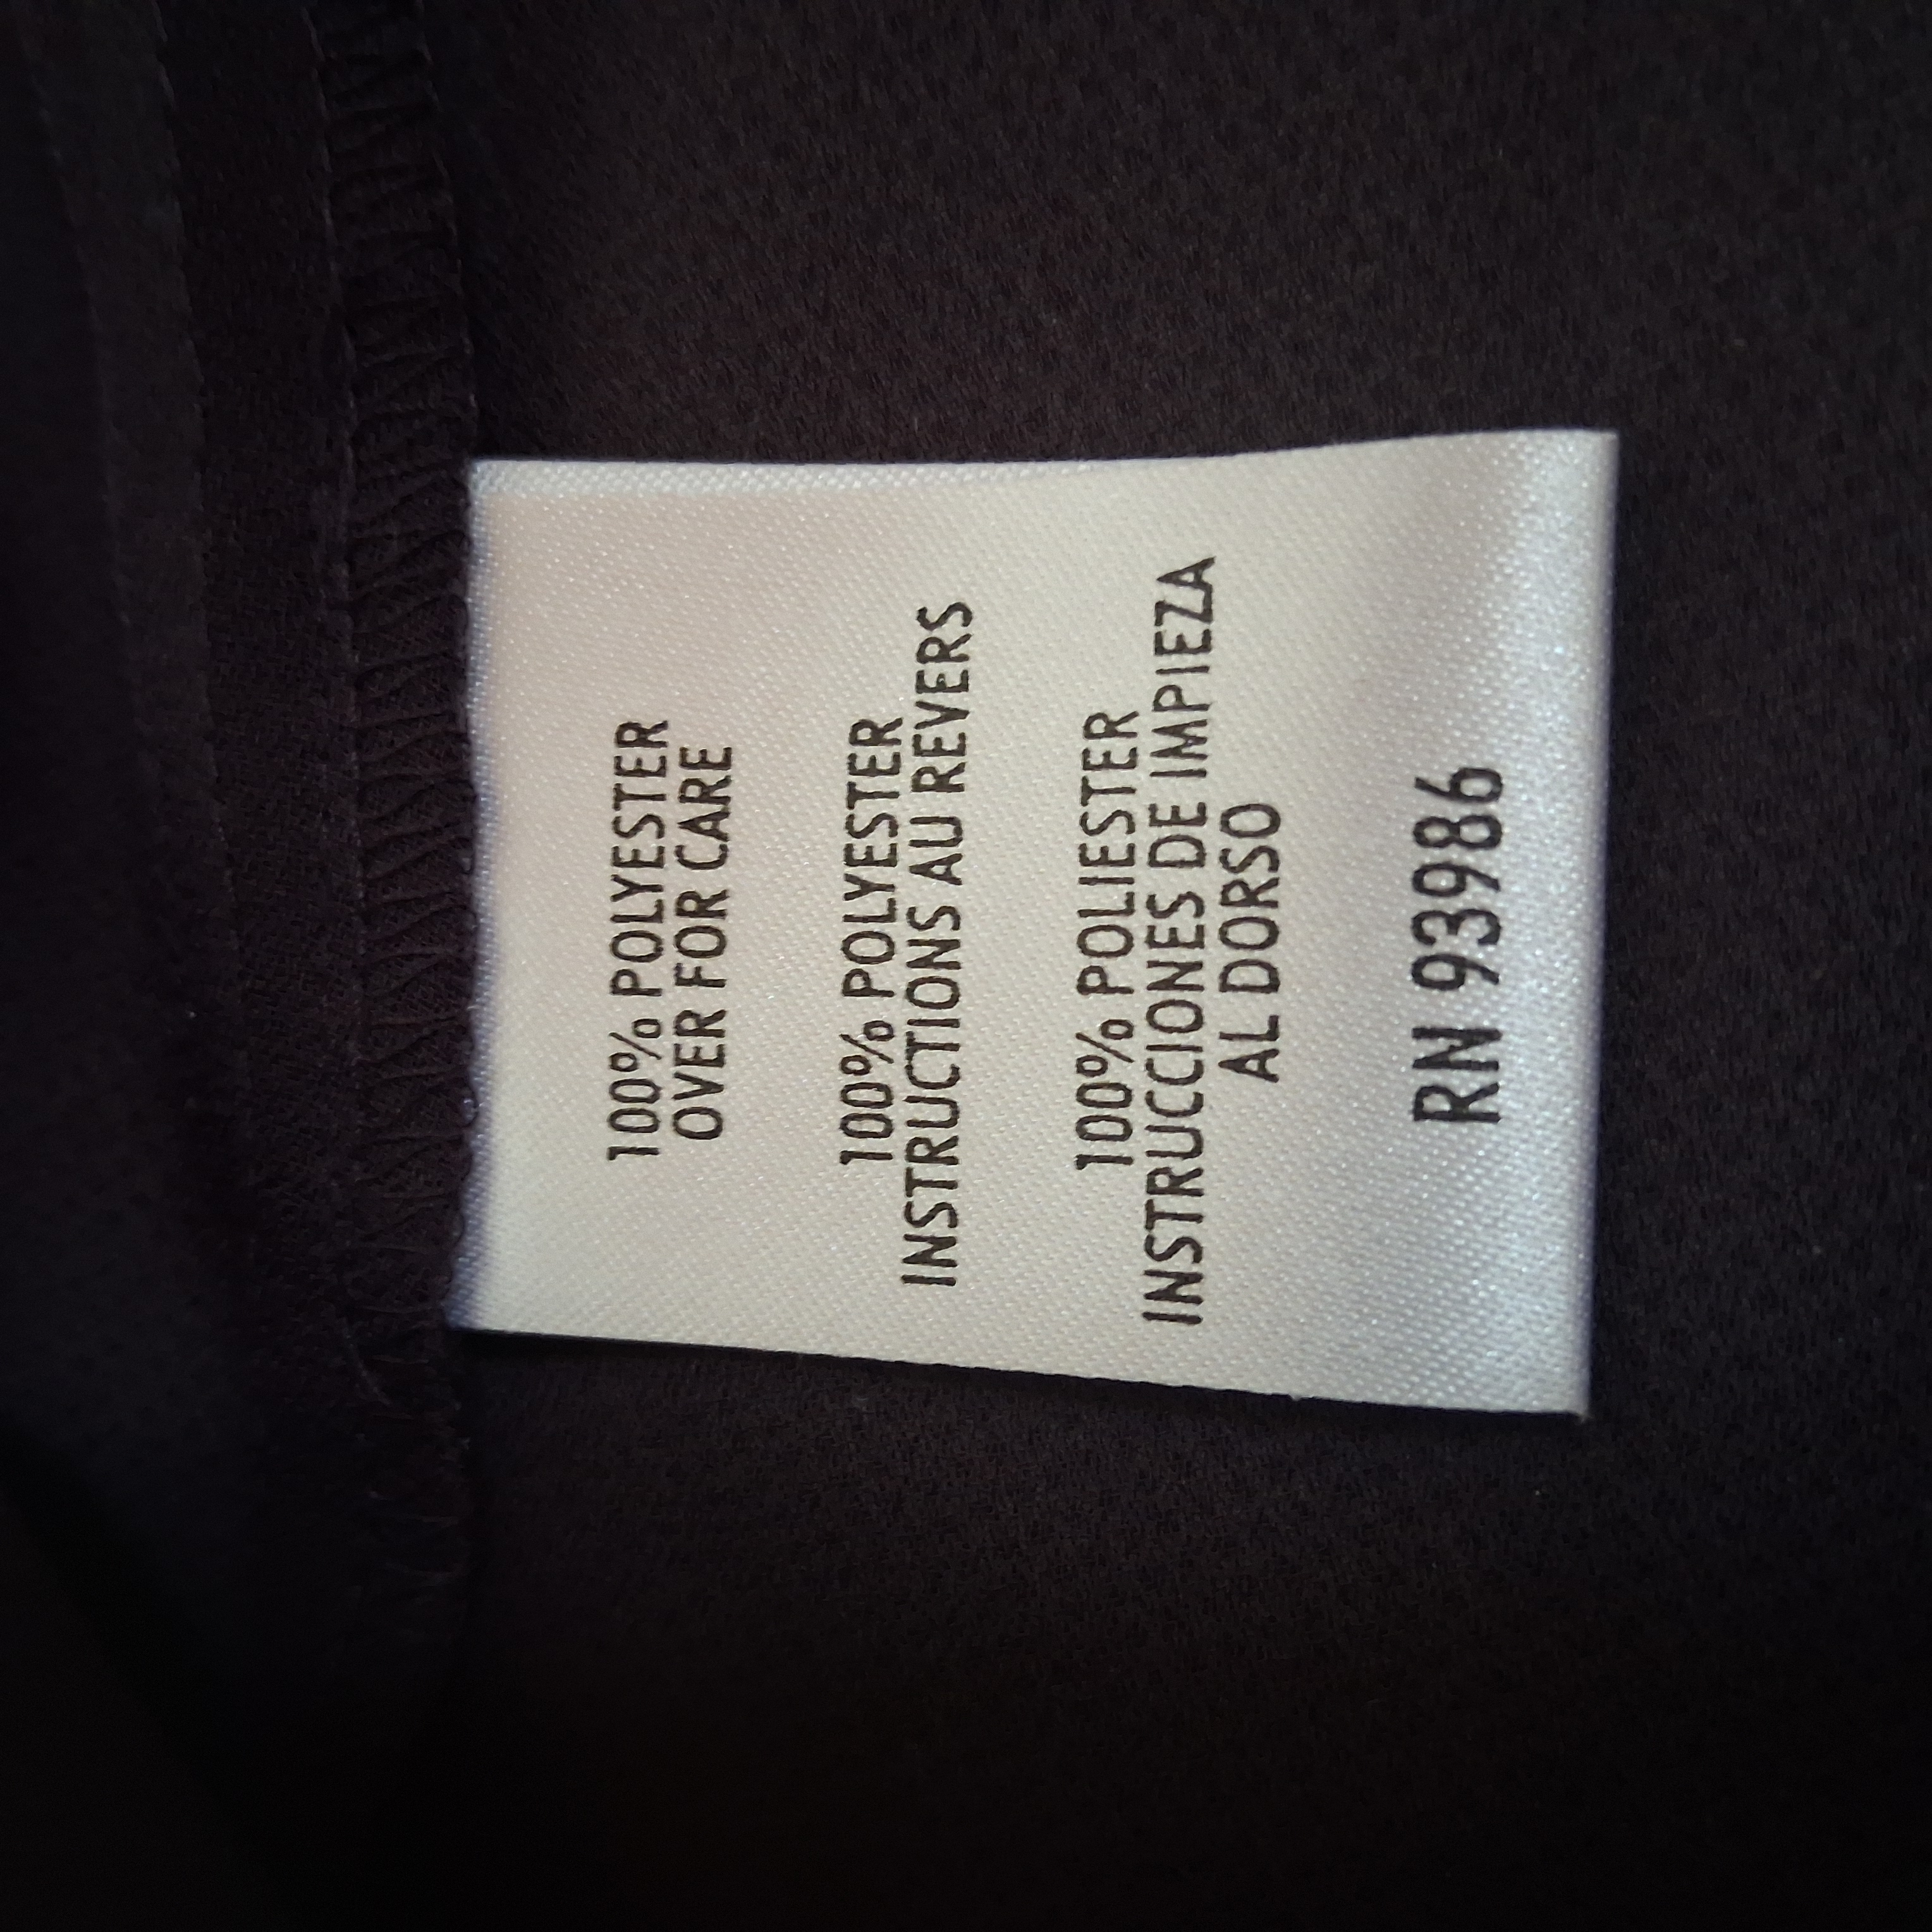 100% POLYESTER
OVER FOR CARE
100% POLYESTER
INSTRUCTIONS AU REVERS
100% POLIESTER
INSTRUCCIONES DE IMPIEZA
AL DORSO
RN 93986